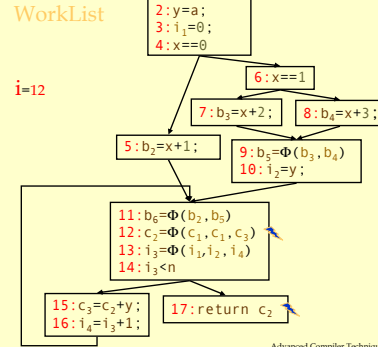 WorkList
2:y=a;
3:i₁=0;
4:x==0
i=12
6:x==1
7:b₃=x+2;
8:b₄=x+3;
5:b₂=x+1;
9:b₅=Φ(b₃,b₄)
10:i₂=y;
11:b₆=Φ(b₂,b₅)
12:c₂=Φ(c₁,c₁,c₃)
13:i₃=Φ(i₁,i₂,i₄)
14:i₃<n
15:c₃=c₂+y;
16:i₄=i₃+1;
17:return c₂
Advanced Compiler Techniqu